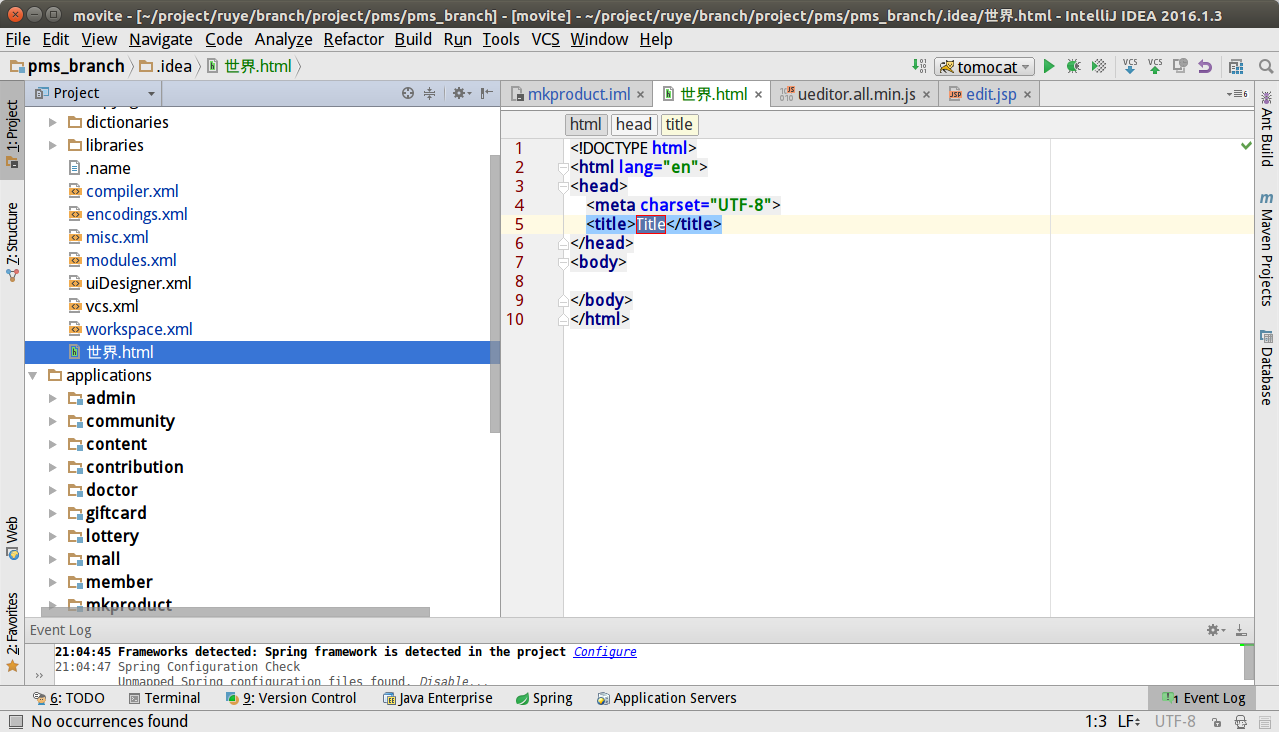 movite - [~/project/ruye/branch/project/pms/pms_branch] - [movite] - ~/project/ruye/branch/project/pms/pms_branch/.idea/世界.html - IntelliJ IDEA 2016.1.3
File Edit View Navigate Code Analyze Refactor Build Run Tools VCS Window Help
pms_branch .idea 世界.html tomocat VCS VCS
Project mkproduct.iml世界.html ueditor.all.min.js edit.jsp 6
html head title
dictionaries
libraries
.name
compiler.xml
encodings.xml
misc.xml
modules.xml
uiDesigner.xml
vcs.xml
workspace.xml
世界.html
applications
admin
community
content
contribution
doctor
giftcard
lottery
mall
member
mkproduct
1 <!DOCTYPE html>
2 <html lang="en">
3 <head>
4 <meta charset="UTF-8">
5 <title>Title</title>
6 </head>
7 <body>
8
9 </body>
10 </html>
1: Project
7: Structure
Web
2: Favorites
Ant Build
m Maven Projects
Database
Event Log
21:04:45 Frameworks detected: Spring framework is detected in the project Configure
21:04:47 Spring Configuration Check
Unmapped Spring configuration files found. Disable...
6: TODO Terminal 9: Version Control Java Enterprise Spring Application Servers 1 Event Log
No occurrences found 1:3 LF UTF-8